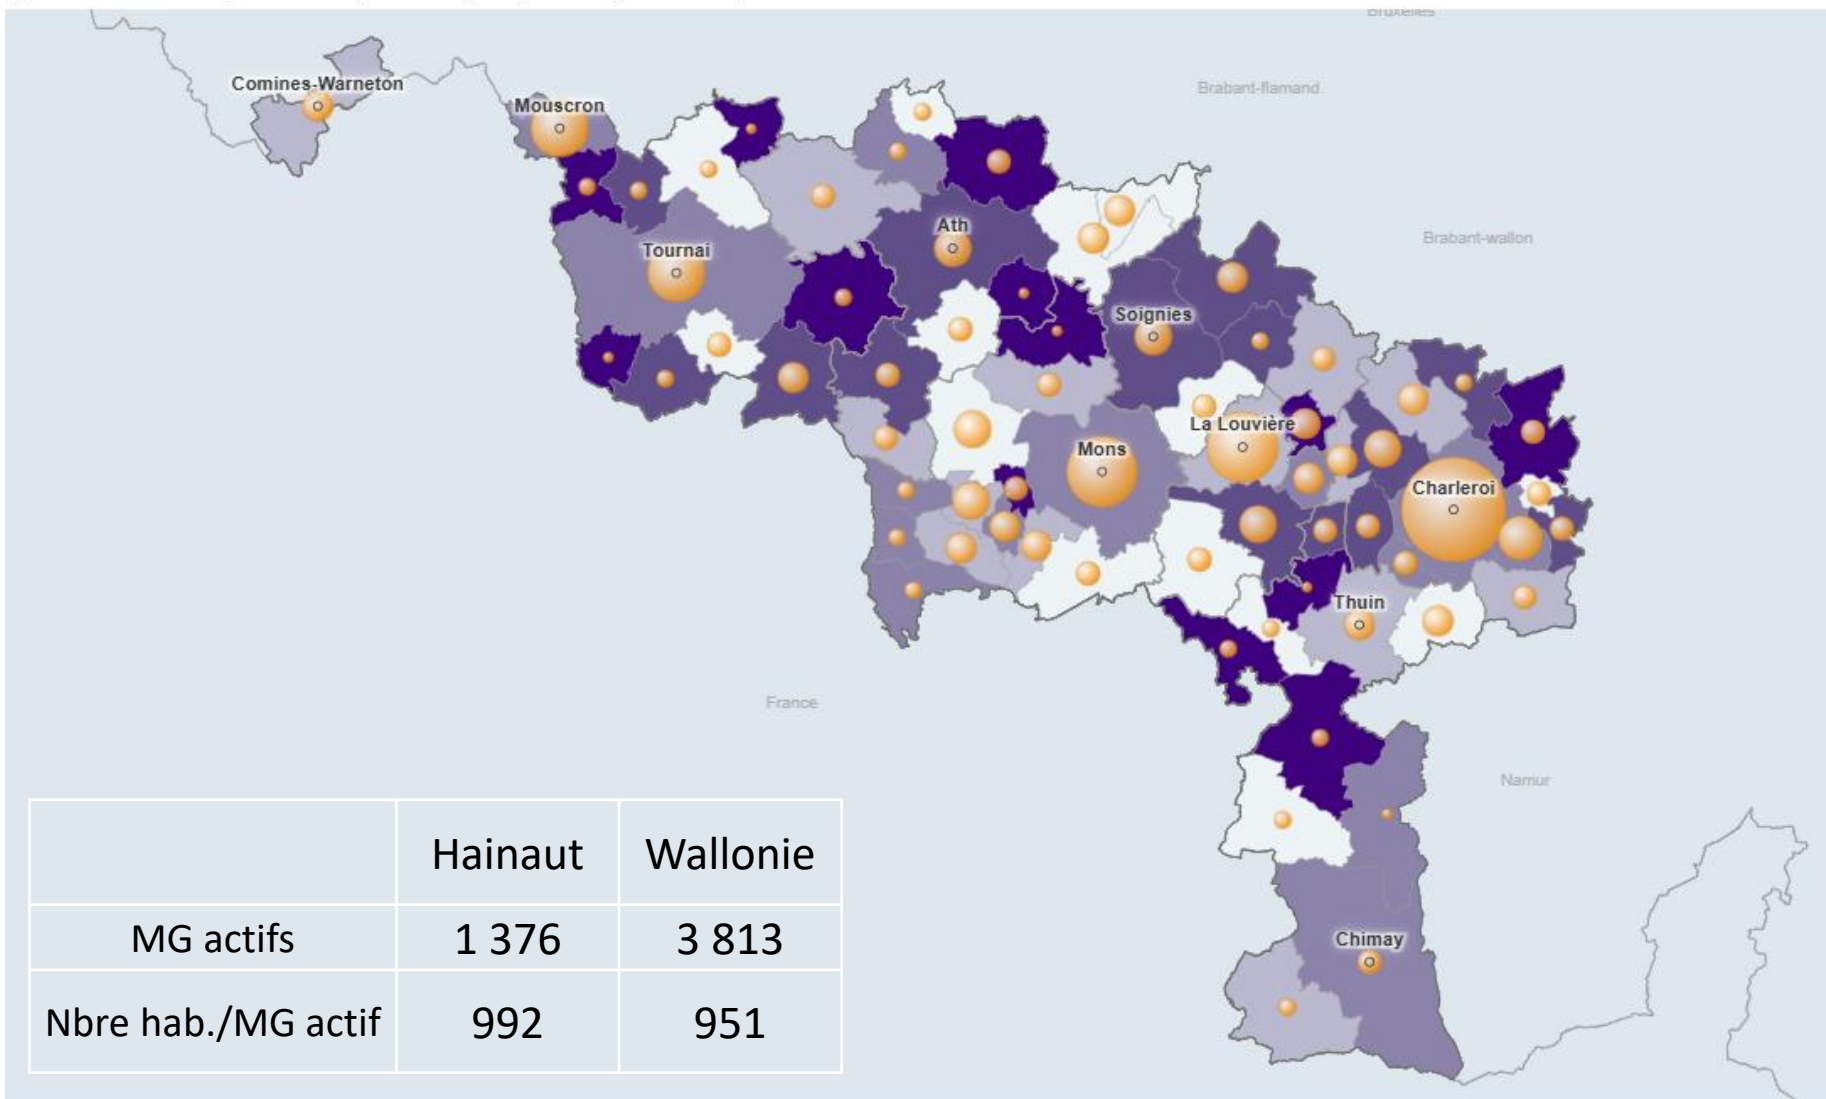 Bruxelles
Comines-Warneton
Brabant-flamand
Mouscron
Ath
Brabant-wallon
Tournai
Soignies
La Louvière
Mons
Charleroi
Thuin
France
Namur
Chimay
Hainaut Wallonie
MG actifs 1 376 3 813
Nbre hab./MG actif 992 951